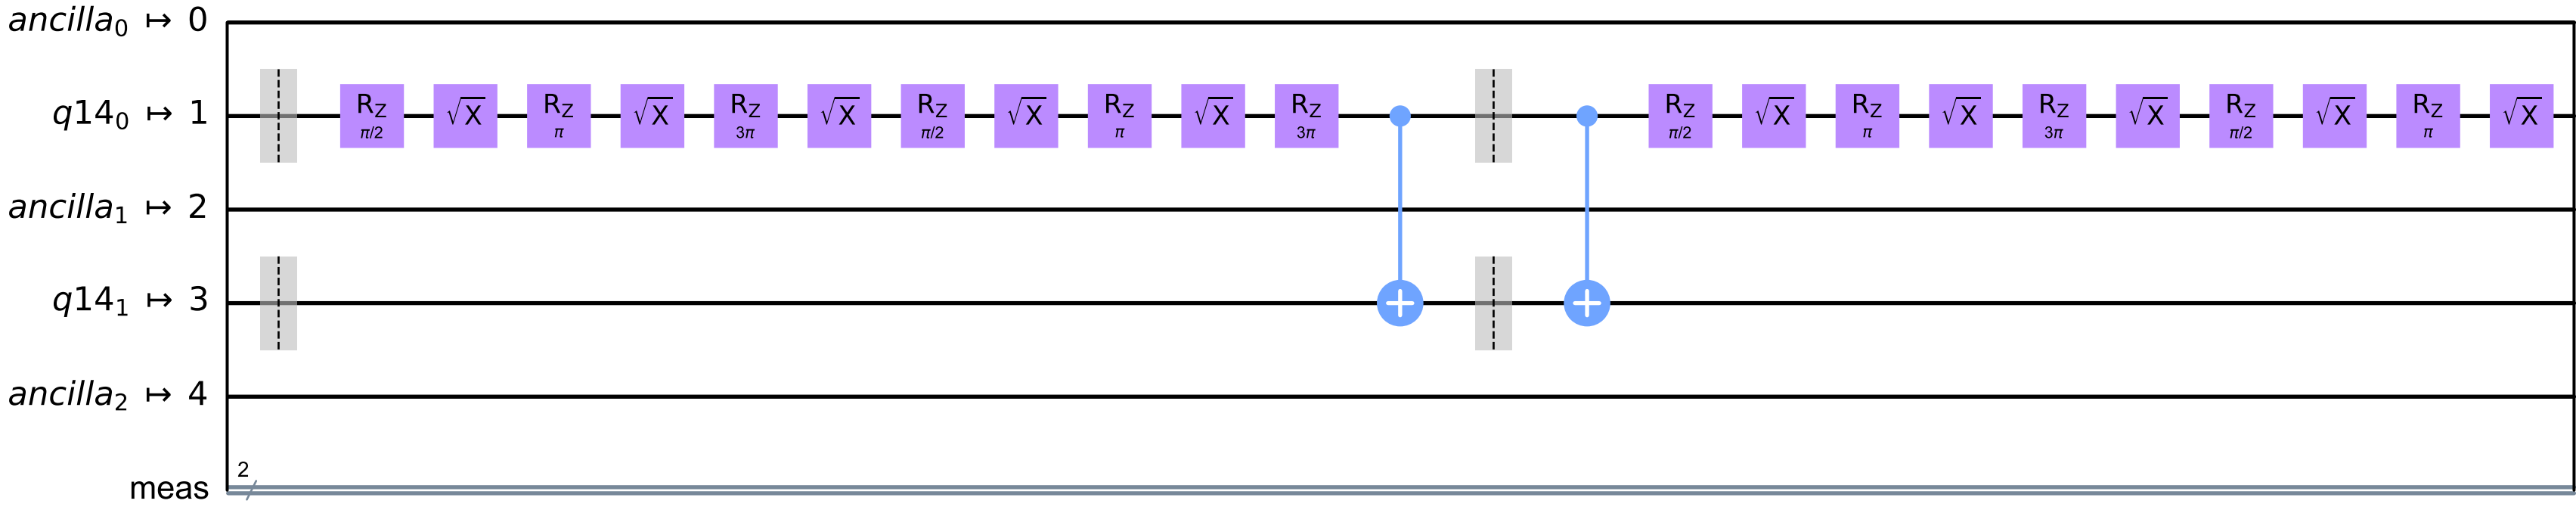 ancilla₀ ↦ 0
q14₀ ↦ 1 R_Z π/2 √X R_Z π √X R_Z 3π √X R_Z π/2 √X R_Z π √X R_Z 3π R_Z π/2 √X R_Z π √X R_Z 3π √X R_Z π/2 √X R_Z π √X
ancilla₁ ↦ 2
q14₁ ↦ 3 + +
ancilla₂ ↦ 4
meas 2